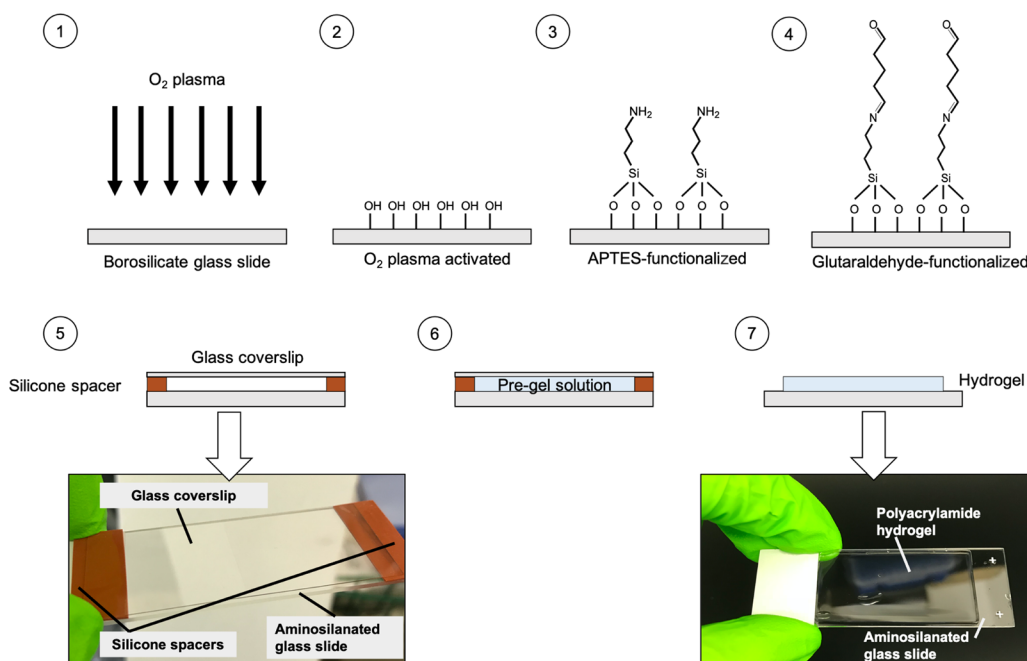 1
2
3
4
O₂ plasma
Borosilicate glass slide
OH OH OH OH OH OH
O₂ plasma activated
NH₂ NH₂
Si Si
O O O O O O
APTES-functionalized
O O
N N
Si Si
O O O O O O
Glutaraldehyde-functionalized
5
6
7
Glass coverslip
Silicone spacer
Pre-gel solution
Hydrogel
Glass coverslip
Silicone spacers
Aminosilanated
glass slide
Polyacrylamide
hydrogel
Aminosilanated
glass slide